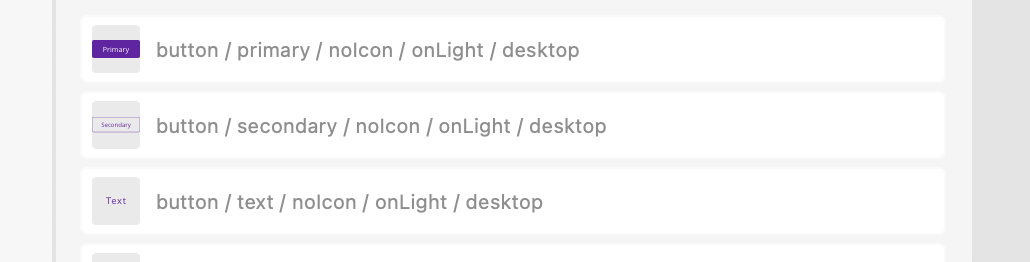 Primary
button / primary / noIcon / onLight / desktop
Secondary
button / secondary / noIcon / onLight / desktop
Text
button / text / noIcon / onLight / desktop